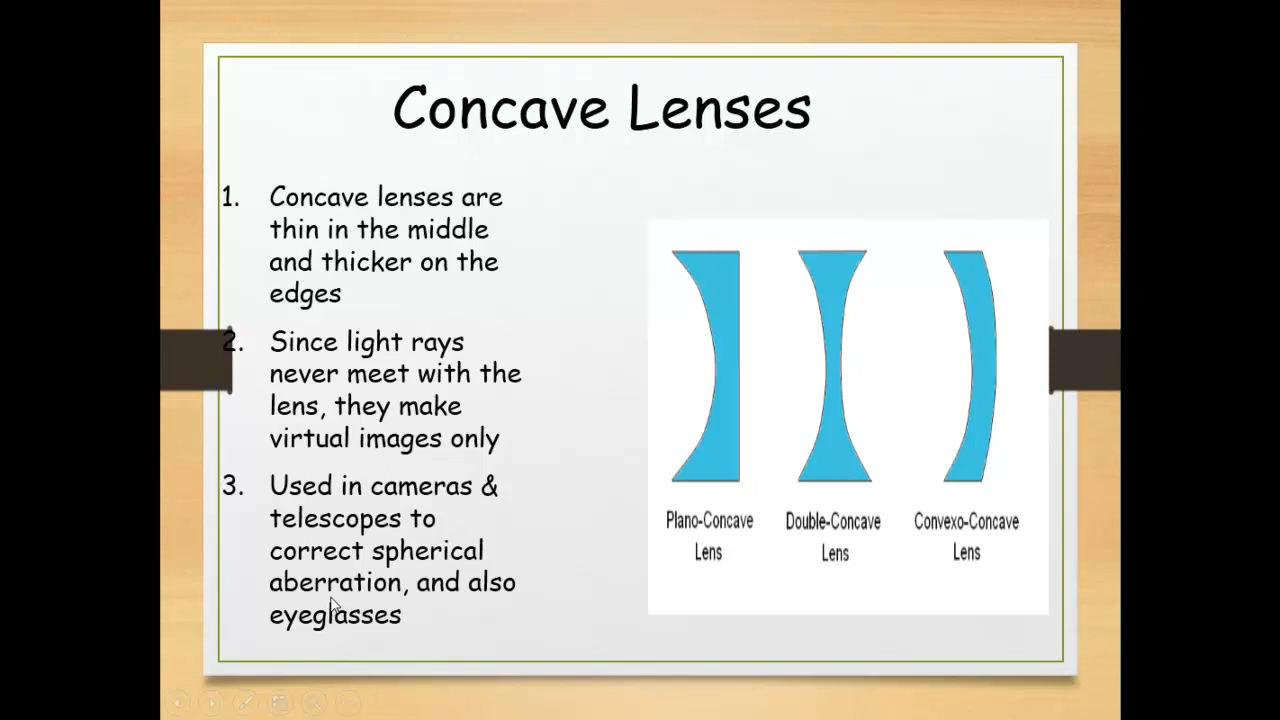 Concave Lenses
1. Concave lenses are
thin in the middle
and thicker on the
edges
2. Since light rays
never meet with the
lens, they make
virtual images only
3. Used in cameras &
telescopes to
correct spherical
aberration, and also
eyeglasses
Plano-Concave
Lens
Double-Concave
Lens
Convexo-Concave
Lens